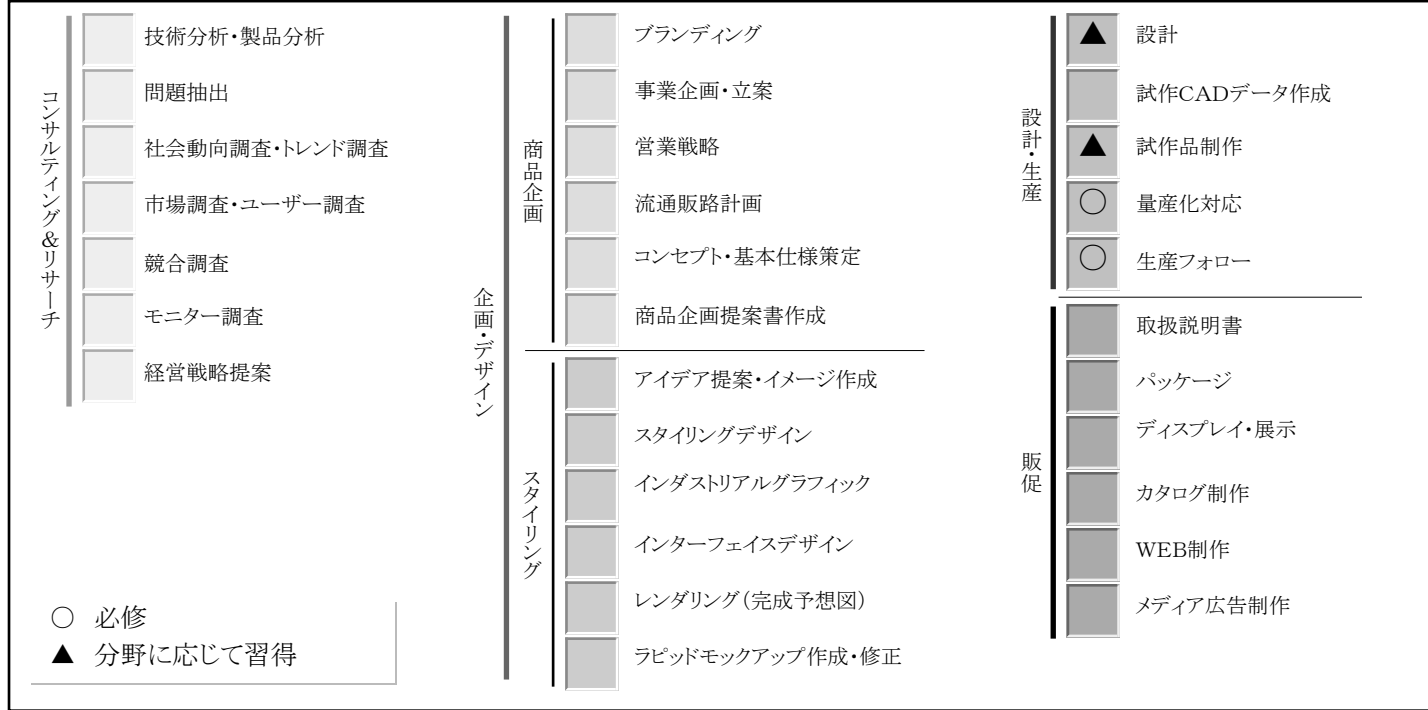 コンサルティング&リサーチ
技術分析・製品分析
問題抽出
社会動向調査・トレンド調査
市場調査・ユーザー調査
競合調査
モニター調査
経営戦略提案
企画・デザイン
商品企画
ブランディング
事業企画・立案
営業戦略
流通販路計画
コンセプト・基本仕様策定
商品企画提案書作成
スタイリング
アイデア提案・イメージ作成
スタイリングデザイン
インダストリアルグラフィック
インターフェイスデザイン
レンダリング(完成予想図)
ラピッドモックアップ作成・修正
設計・生産
▲ 設計
試作CADデータ作成
▲ 試作品制作
○ 量産化対応
○ 生産フォロー
販促
取扱説明書
パッケージ
ディスプレイ・展示
カタログ制作
WEB制作
メディア広告制作
○ 必修
▲ 分野に応じて習得